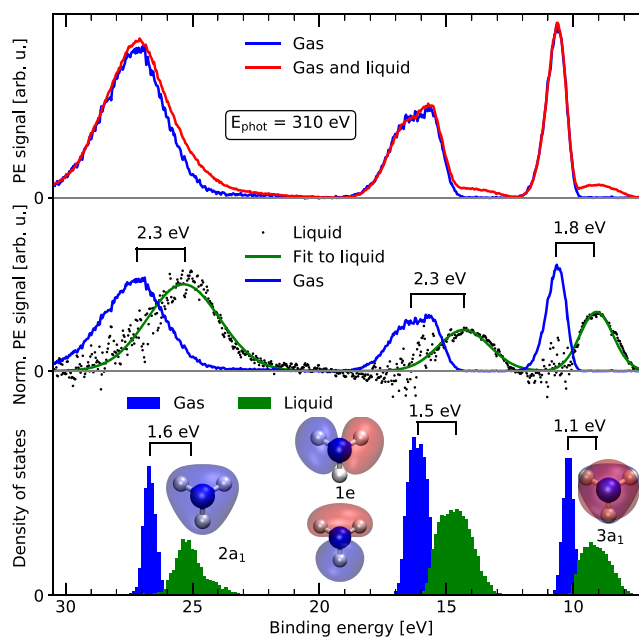 PE signal [arb. u.]
Gas
Gas and liquid
E_phot = 310 eV
0
Norm. PE signal [arb. u.]
2.3 eV
Liquid
Fit to liquid
Gas
2.3 eV
1.8 eV
0
Density of states
Gas
Liquid
1.6 eV
2a₁
1e
1.5 eV
1.1 eV
3a₁
0
30
25
20
15
10
Binding energy [eV]